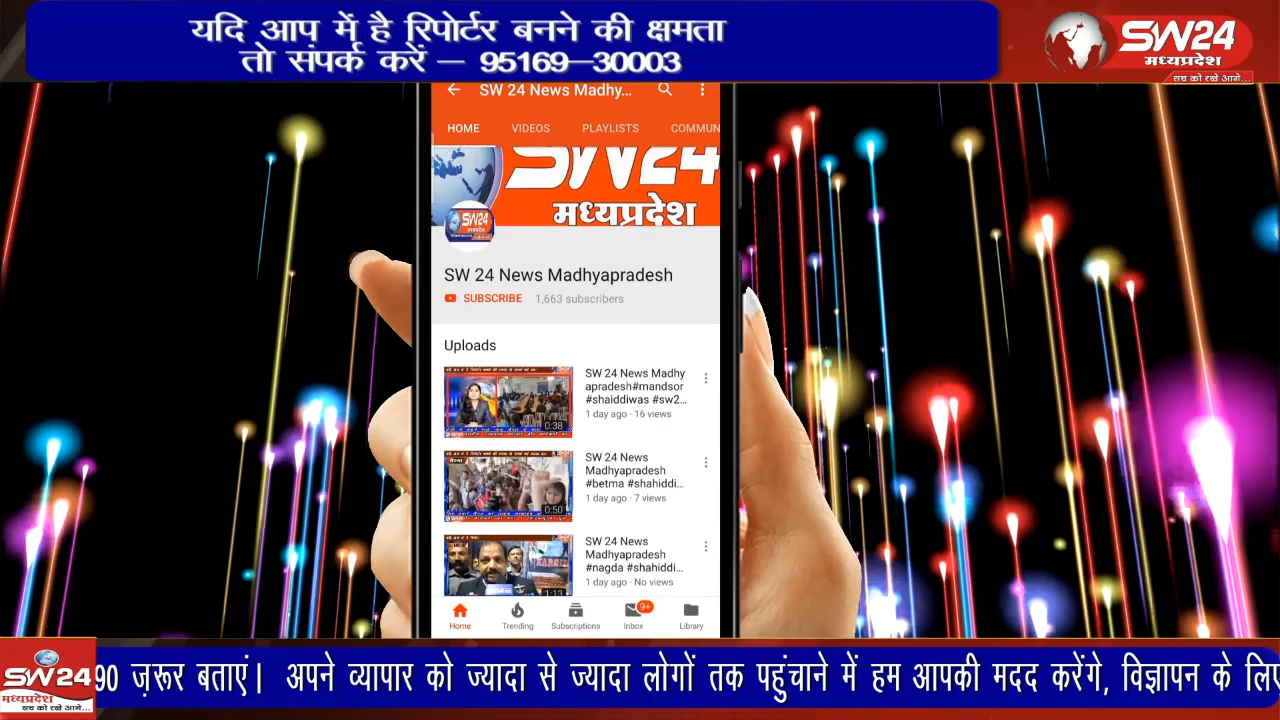 यदि आप में है रिपोर्टर बनने की क्षमता
तो संपर्क करें – 95169–30003
SW24
मध्यप्रदेश
सच को रखे आगे...
SW 24 News Madhy...
HOME VIDEOS PLAYLISTS COMMUN
SW24
मध्यप्रदेश
SW24
SW 24 News Madhyapradesh
SUBSCRIBE 1,663 subscribers
Uploads
SW 24 News Madhy
apradesh#mandsor
#shaiddiwas #sw2...
1 day ago · 16 views
0:38
SW 24 News
Madhyapradesh
#betma #shahiddi...
1 day ago · 7 views
0:50
SW 24 News
Madhyapradesh
#nagda #shahiddi...
1 day ago · No views
1:13
9+
Home Trending Subscriptions Inbox Library
SW24
मध्यप्रदेश
सच को रखे आगे...
90 ज़रूर बताएं। अपने व्यापार को ज्यादा से ज्यादा लोगों तक पहुंचाने में हम आपकी मदद करेंगे, विज्ञापन के लिए